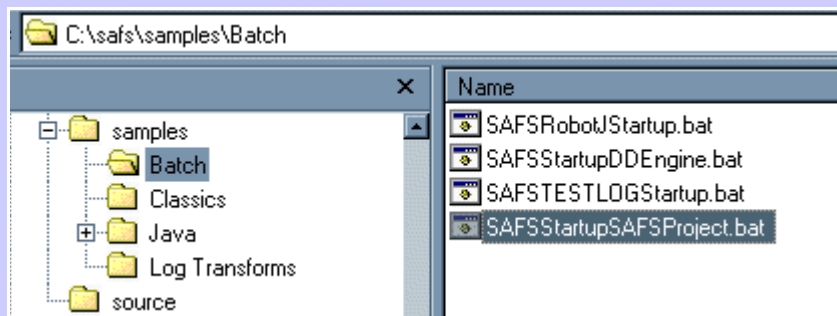 C:\safs\samples\Batch
Name
samples
Batch
Classics
Java
Log Transforms
source
SAFSRobotJStartup.bat
SAFSStartupDDEngine.bat
SAFSTESTLOGStartup.bat
SAFSStartupSAFSProject.bat